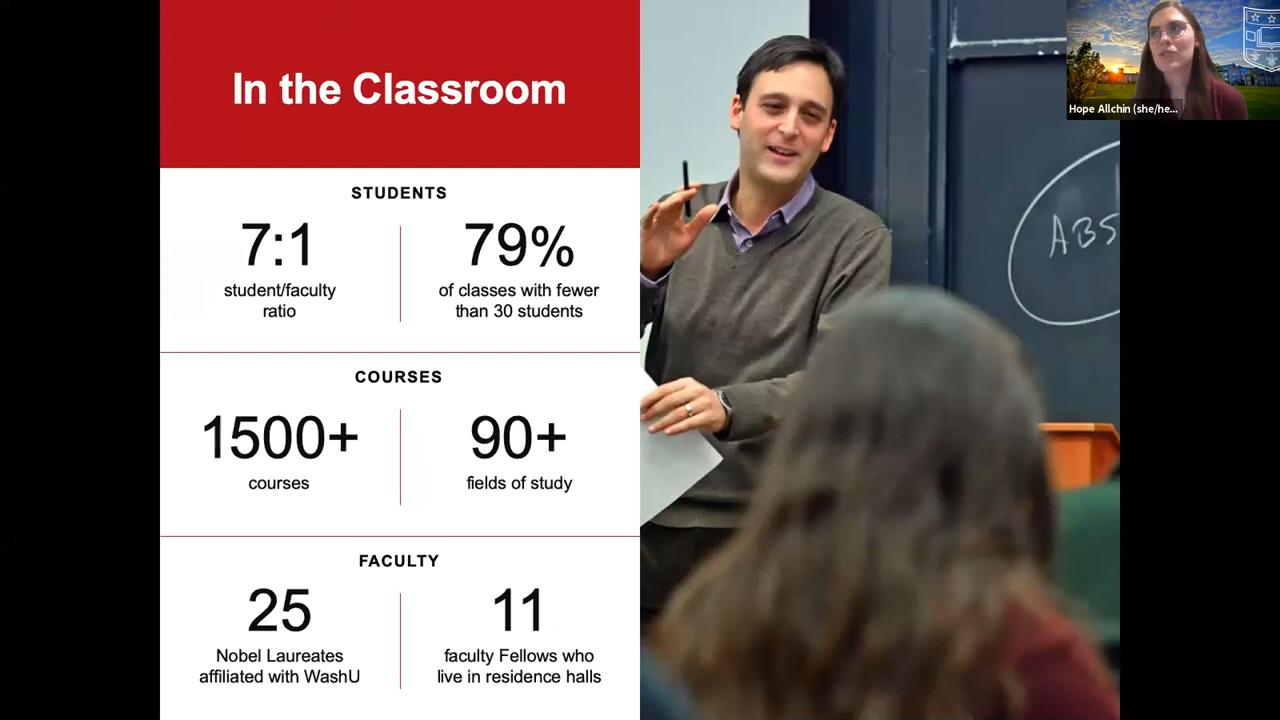 In the Classroom
STUDENTS
7:1
student/faculty
ratio
79%
of classes with fewer
than 30 students
COURSES
1500+
courses
90+
fields of study
FACULTY
25
Nobel Laureates
affiliated with WashU
11
faculty Fellows who
live in residence halls
ABS
Hope Allchin (she/he...